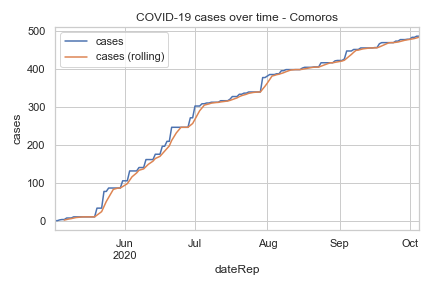 COVID-19 cases over time - Comoros
cases
cases (rolling)
500
400
300
200
100
0
cases
Jun
2020
Jul
Aug
Sep
Oct
dateRep